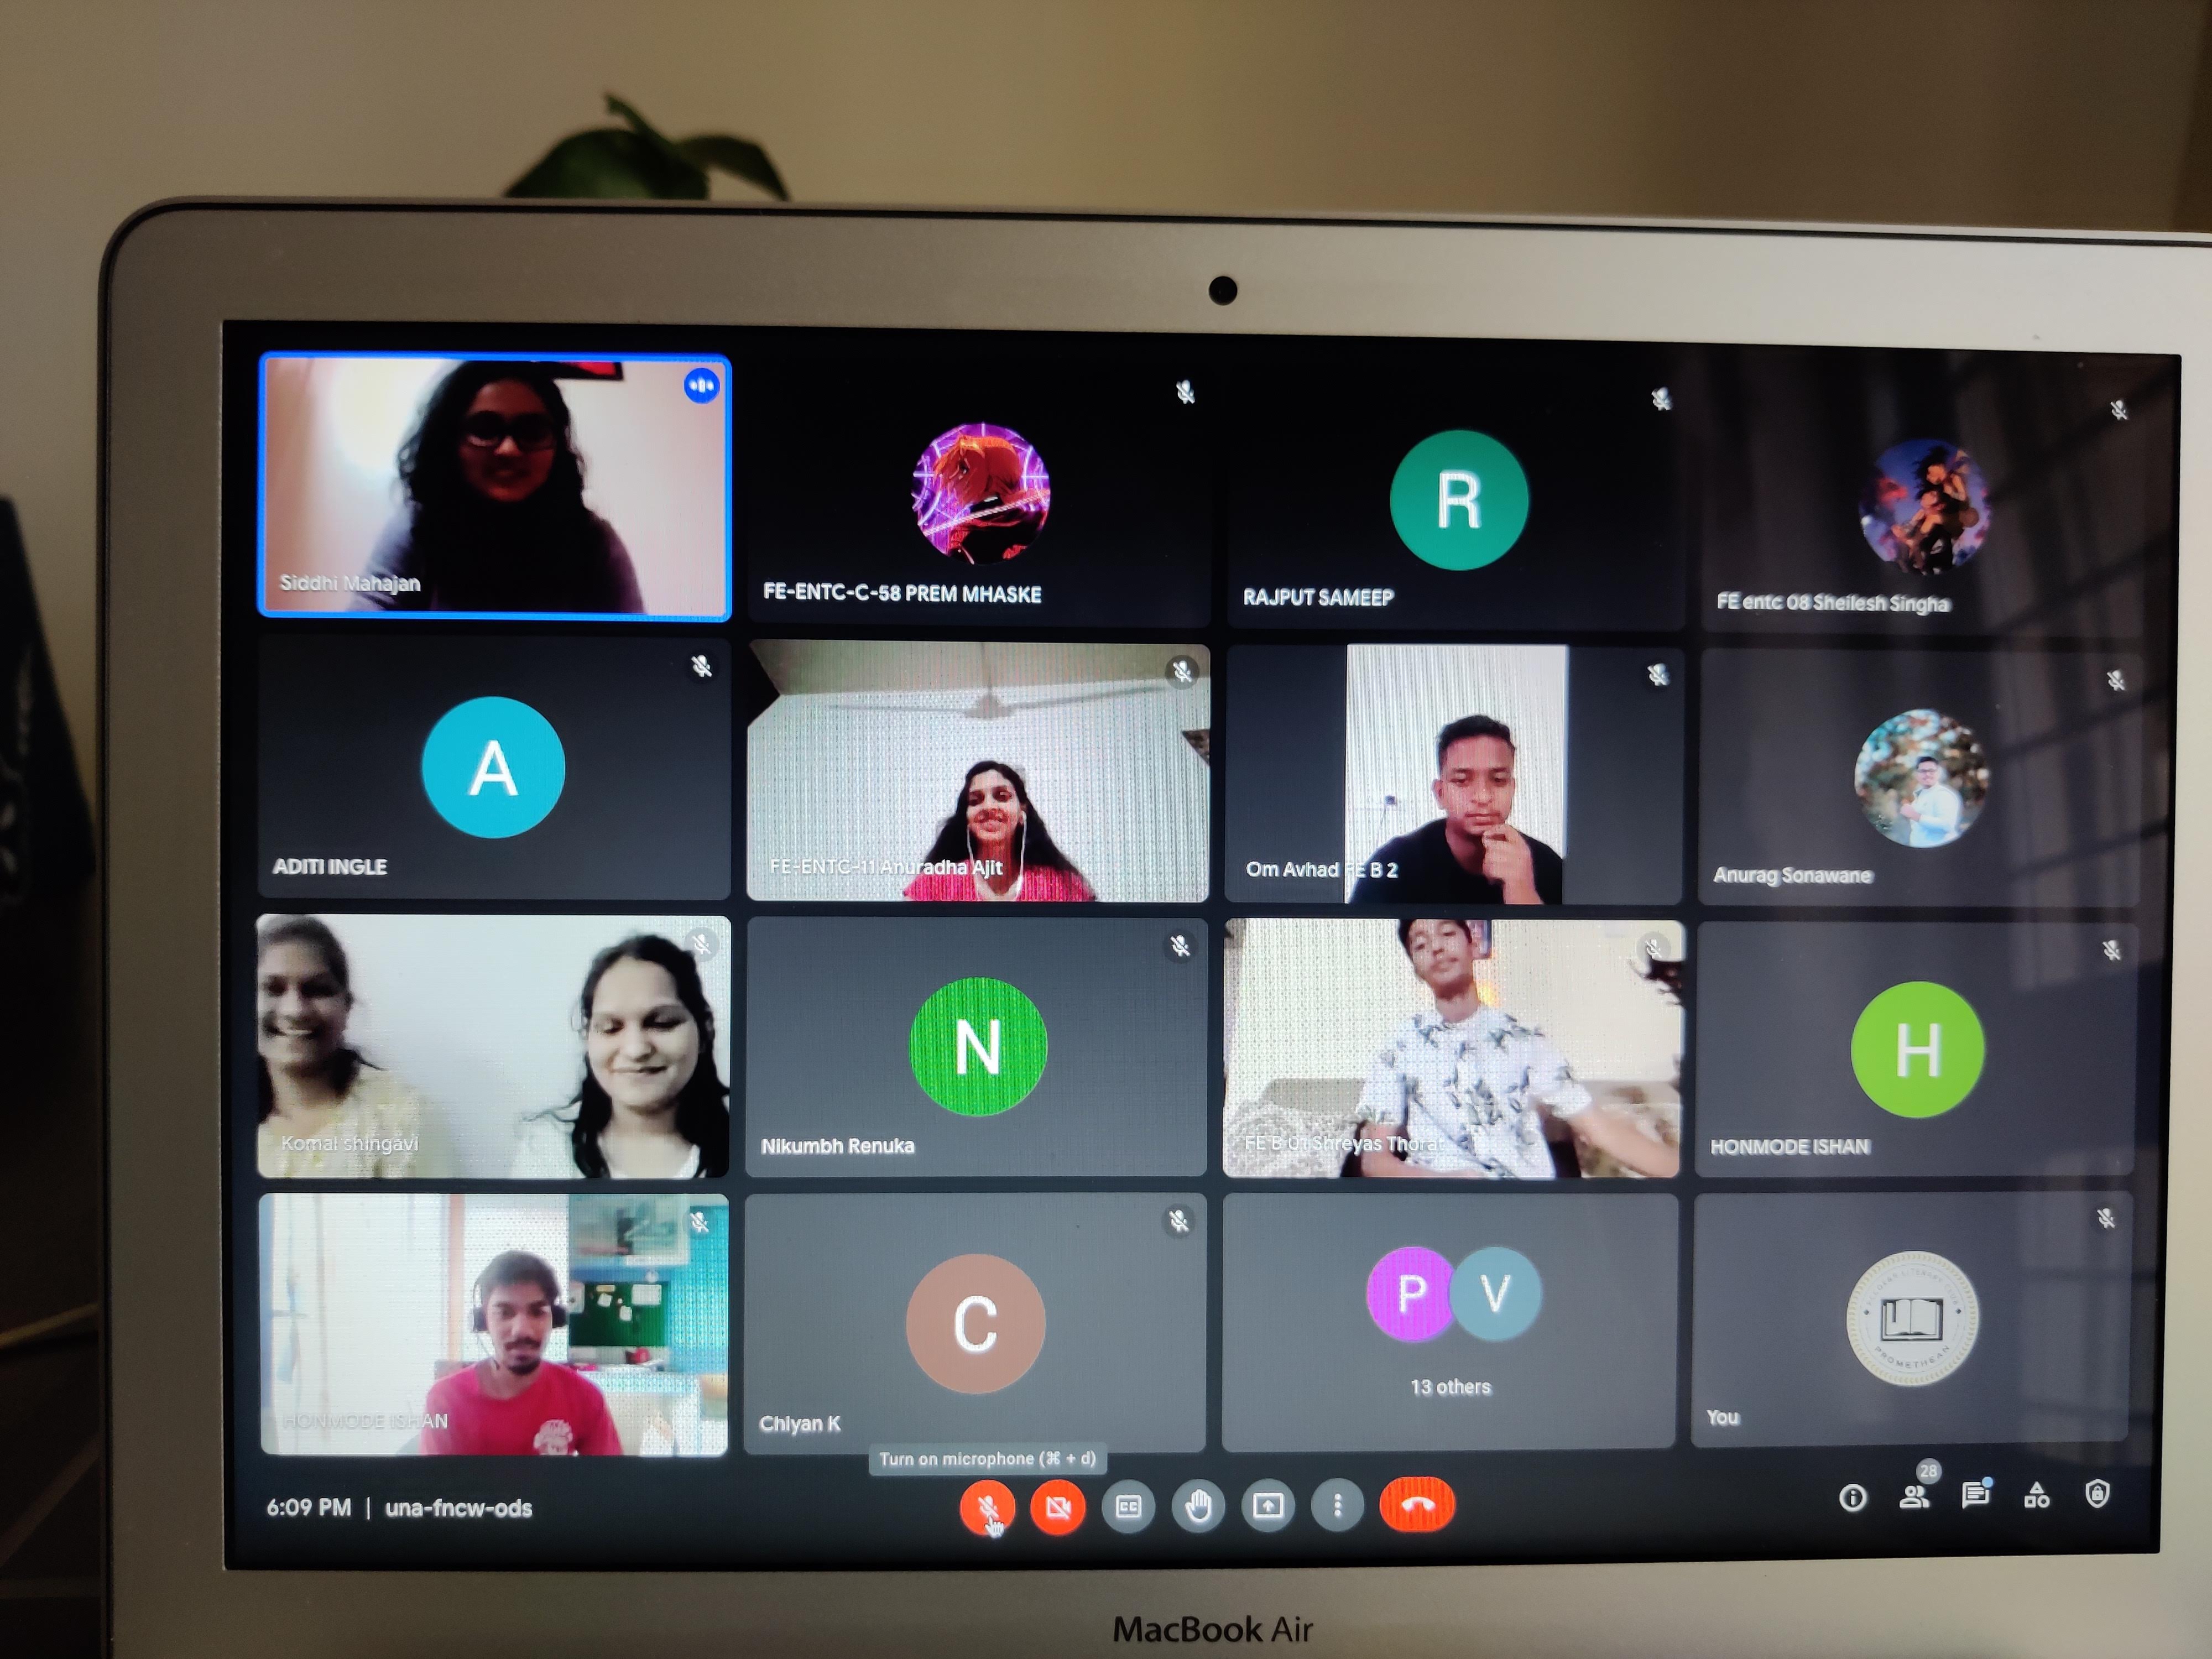 Siddhi Mahajan
FE-ENTC-C-58 PREM MHASKE
R
RAJPUT SAMEEP
FE entc 08 Sheilesh Singha
A
ADITI INGLE
FE-ENTC-11 Anuradha Ajit
Om Avhad FE B 2
Anurag Sonawane
Komal shingavi
N
Nikumbh Renuka
FE B 01 Shreyas Thorat
H
HONMODE ISHAN
HONMODE ISHAN
C
Chiyan K
P V
13 others
PROMETHEAN
You
Turn on microphone (⌘ + d)
6:09 PM | una-fncw-ods
CC
28
MacBook Air